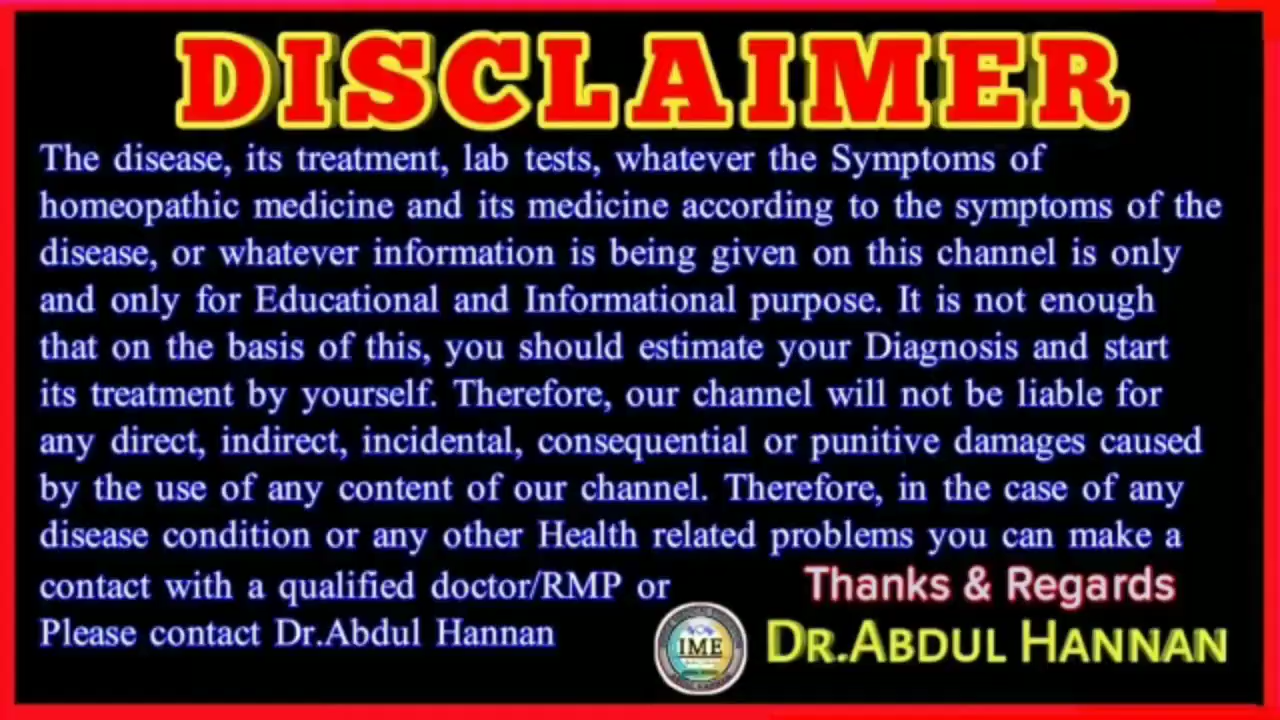 DISCLAIMER
The disease, its treatment, lab tests, whatever the Symptoms of
homeopathic medicine and its medicine according to the symptoms of the
disease, or whatever information is being given on this channel is only
and only for Educational and Informational purpose. It is not enough
that on the basis of this, you should estimate your Diagnosis and start
its treatment by yourself. Therefore, our channel will not be liable for
any direct, indirect, incidental, consequential or punitive damages caused
by the use of any content of our channel. Therefore, in the case of any
disease condition or any other Health related problems you can make a
contact with a qualified doctor/RMP or
Please contact Dr.Abdul Hannan
Thanks & Regards
DR.ABDUL HANNAN
IME